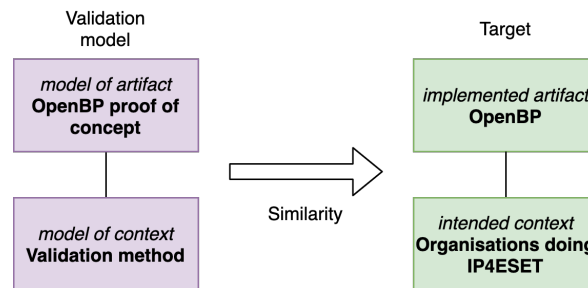 Validation
model
model of artifact
OpenBP proof of
concept
model of context
Validation method
Similarity
Target
implemented artifact
OpenBP
intended context
Organisations doing
IP4ESET